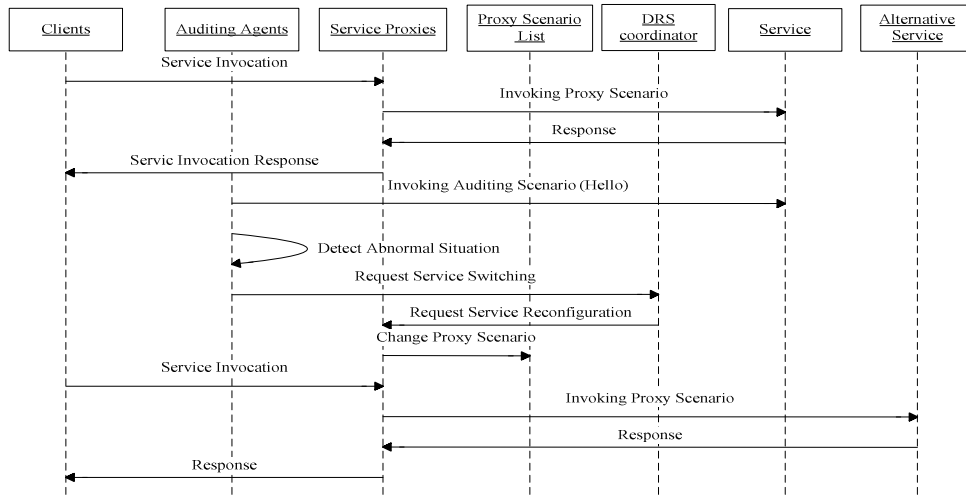 Clients
Auditing Agents
Service Proxies
Proxy Scenario
List
DRS
coordinator
Service
Alternative
Service
Service Invocation
Invoking Proxy Scenario
Response
Servic Invocation Response
Invoking Auditing Scenario (Hello)
Detect Abnormal Situation
Request Service Switching
Request Service Reconfiguration
Change Proxy Scenario
Service Invocation
Invoking Proxy Scenario
Response
Response